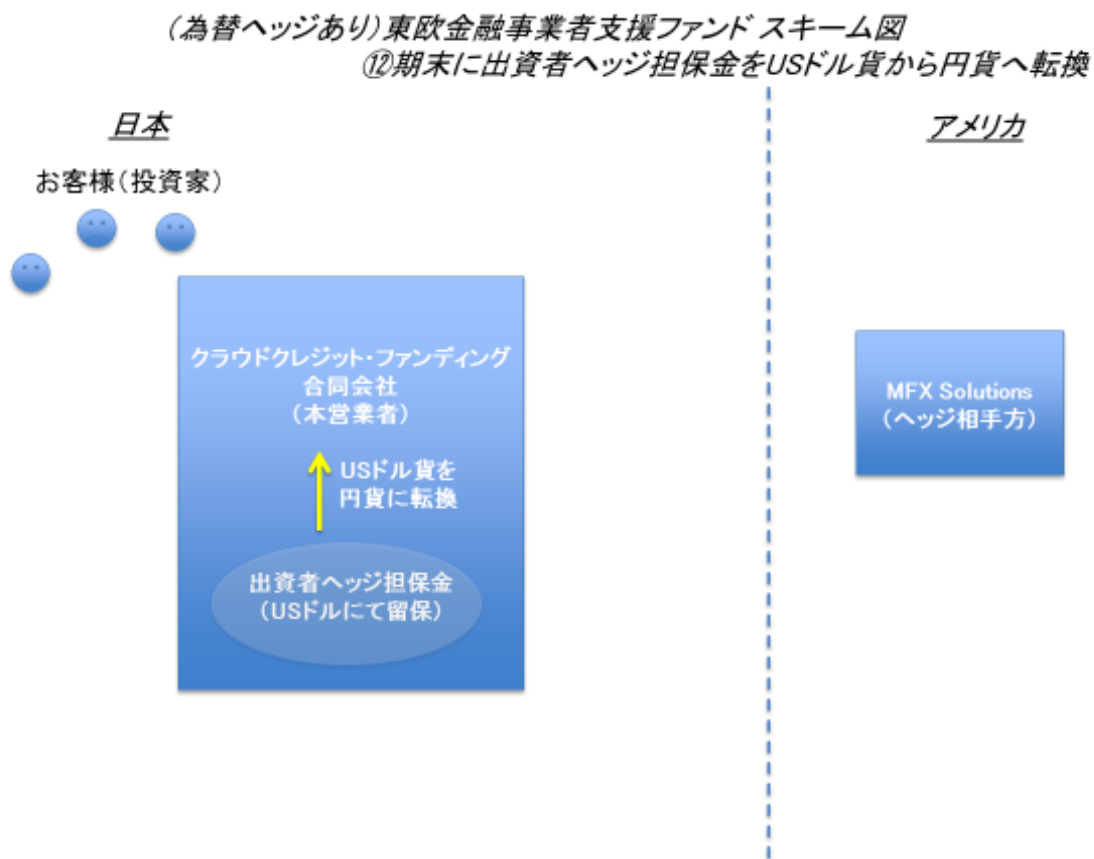 (為替ヘッジあり)東欧金融事業者支援ファンド スキーム図
⑫期末に出資者ヘッジ担保金をUSドル貨から円貨へ転換
日本
アメリカ
お客様(投資家)
クラウドクレジット・ファンディング
合同会社
(本営業者)
USドル貨を
円貨に転換
出資者ヘッジ担保金
(USドルにて留保)
MFX Solutions
(ヘッジ相手方)